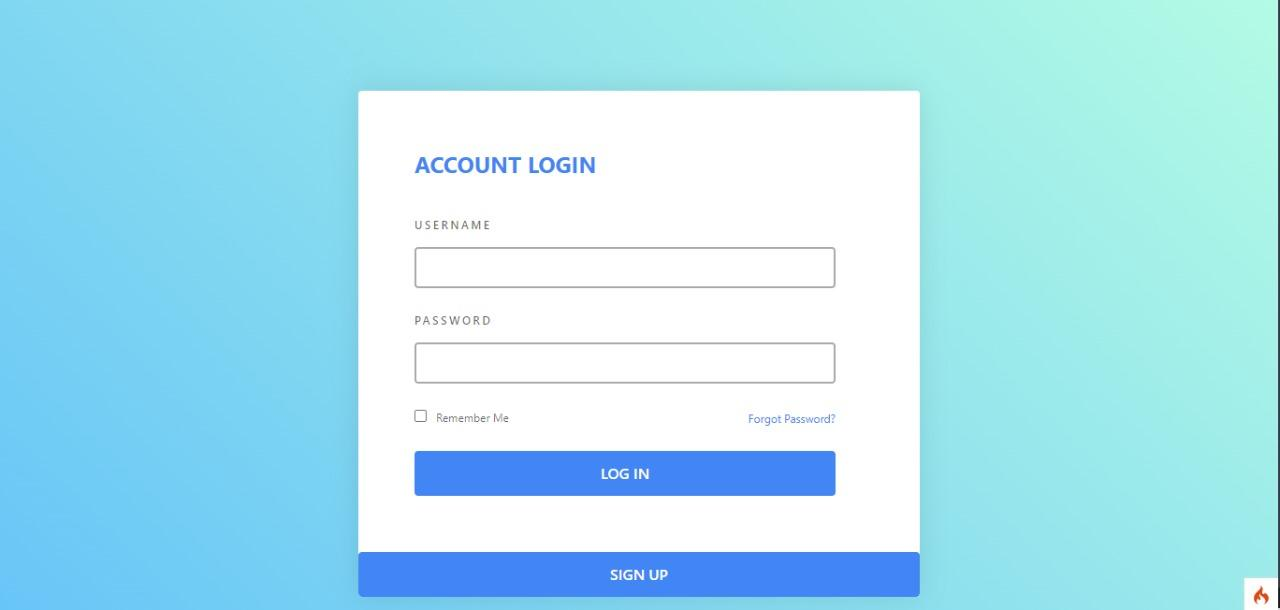 ACCOUNT LOGIN
USERNAME
PASSWORD
Remember Me
Forgot Password?
LOG IN
SIGN UP